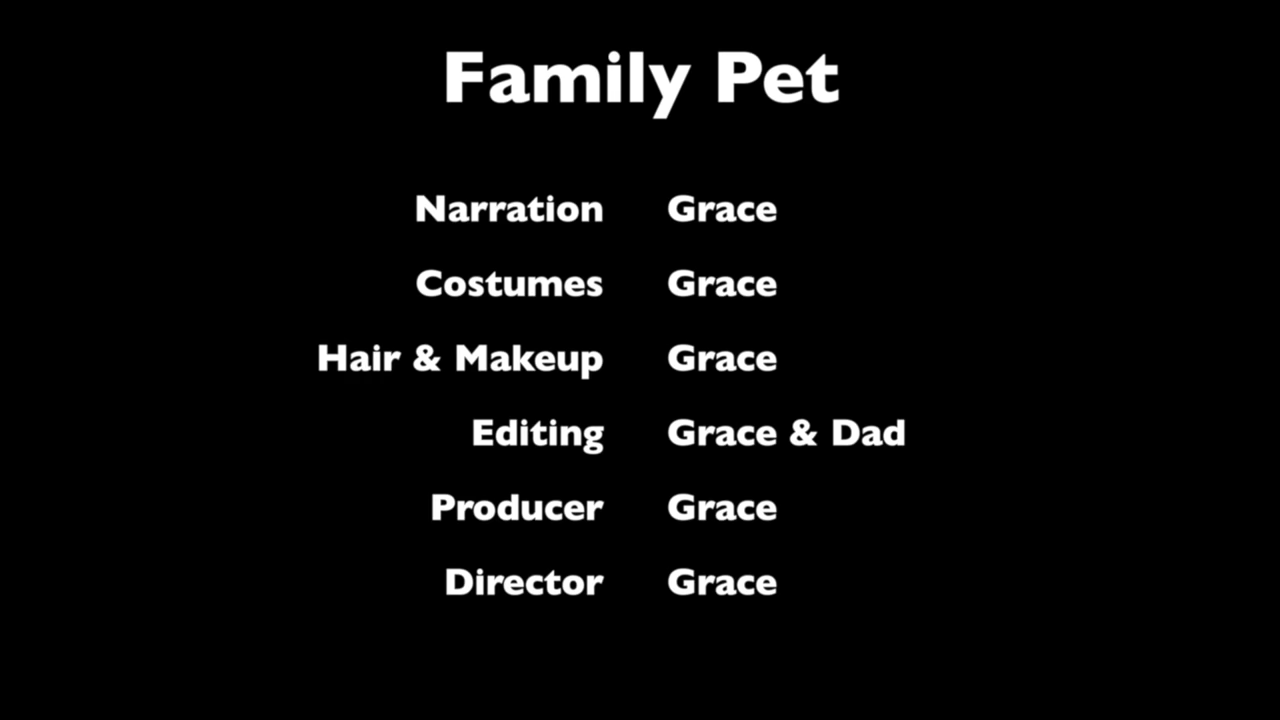 Family Pet
Narration Grace
Costumes Grace
Hair & Makeup Grace
Editing Grace & Dad
Producer Grace
Director Grace